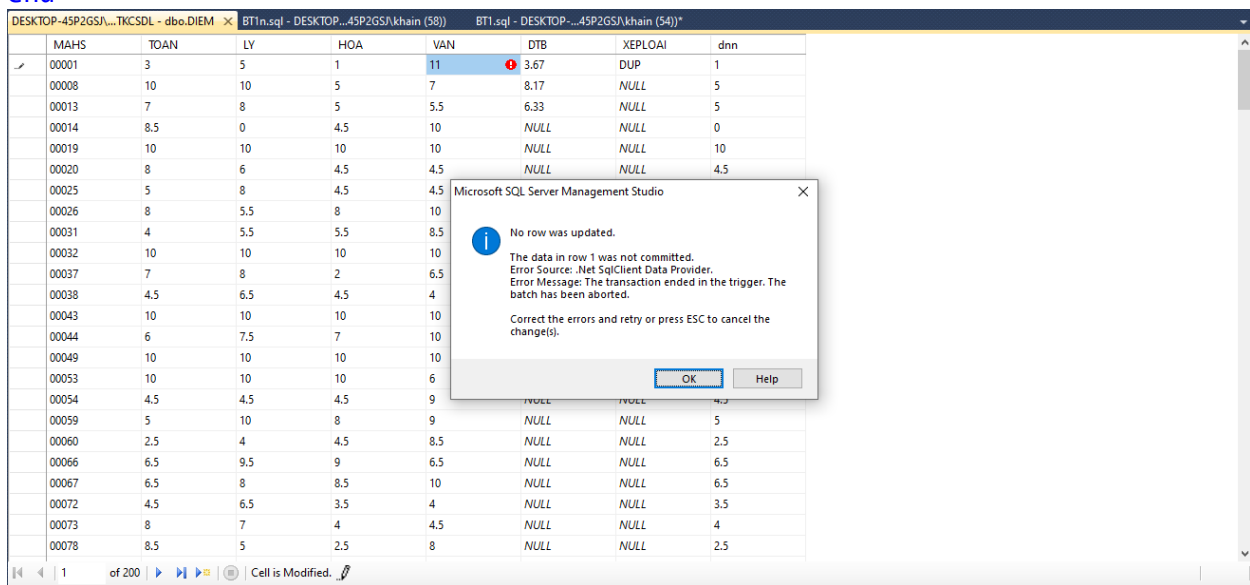 end
DESKTOP-45P2GSJ\...TKCSDL - dbo.DIEM × BT1n.sql - DESKTOP...45P2GSJ\khain (58)) BT1.sql - DESKTOP-...45P2GSJ\khain (54))*
MAHS TOAN LY HOA VAN DTB XEPLOAI dnn
00001 3 5 1 11 3.67 DUP 1
00008 10 10 5 7 8.17 NULL 5
00013 7 8 5 5.5 6.33 NULL 5
00014 8.5 0 4.5 10 NULL NULL 0
00019 10 10 10 10 NULL NULL 10
00020 8 6 4.5 4.5 NULL NULL 4.5
00025 5 8 4.5 4.5
00026 8 5.5 8 10
00031 4 5.5 5.5 8.5
00032 10 10 10 10
00037 7 8 2 6.5
00038 4.5 6.5 4.5 4
00043 10 10 10 10
00044 6 7.5 7 10
00049 10 10 10 10
00053 10 10 10 6
00054 4.5 4.5 4.5 9 NULL NULL 4.5
00059 5 10 8 9 NULL NULL 5
00060 2.5 4 4.5 8.5 NULL NULL 2.5
00066 6.5 9.5 9 6.5 NULL NULL 6.5
00067 6.5 8 8.5 10 NULL NULL 6.5
00072 4.5 6.5 3.5 4 NULL NULL 3.5
00073 8 7 4 4.5 NULL NULL 4
00078 8.5 5 2.5 8 NULL NULL 2.5
Microsoft SQL Server Management Studio
No row was updated.
The data in row 1 was not committed.
Error Source: .Net SqlClient Data Provider.
Error Message: The transaction ended in the trigger. The
batch has been aborted.
Correct the errors and retry or press ESC to cancel the
change(s).
OK Help
1 of 200 Cell is Modified.